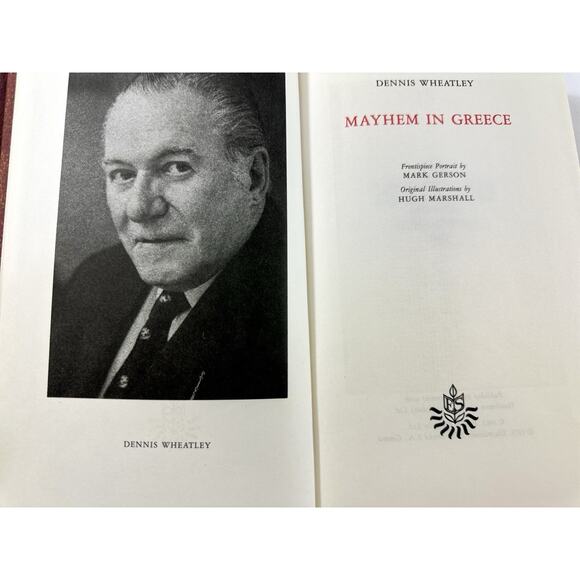 DENNIS WHEATLEY
DENNIS WHEATLEY
MAYHEM IN GREECE
Frontispiece Portrait by
MARK GERSON
Original Illustrations by
HUGH MARSHALL